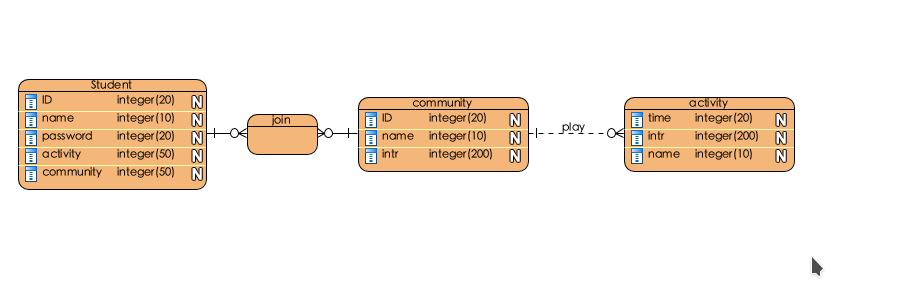 Student
ID integer(20) N
name integer(10) N
password integer(20) N
activity integer(50) N
community integer(50) N
join
community
ID integer(20) N
name integer(10) N
intr integer(200) N
play
activity
time integer(20) N
intr integer(200) N
name integer(10) N